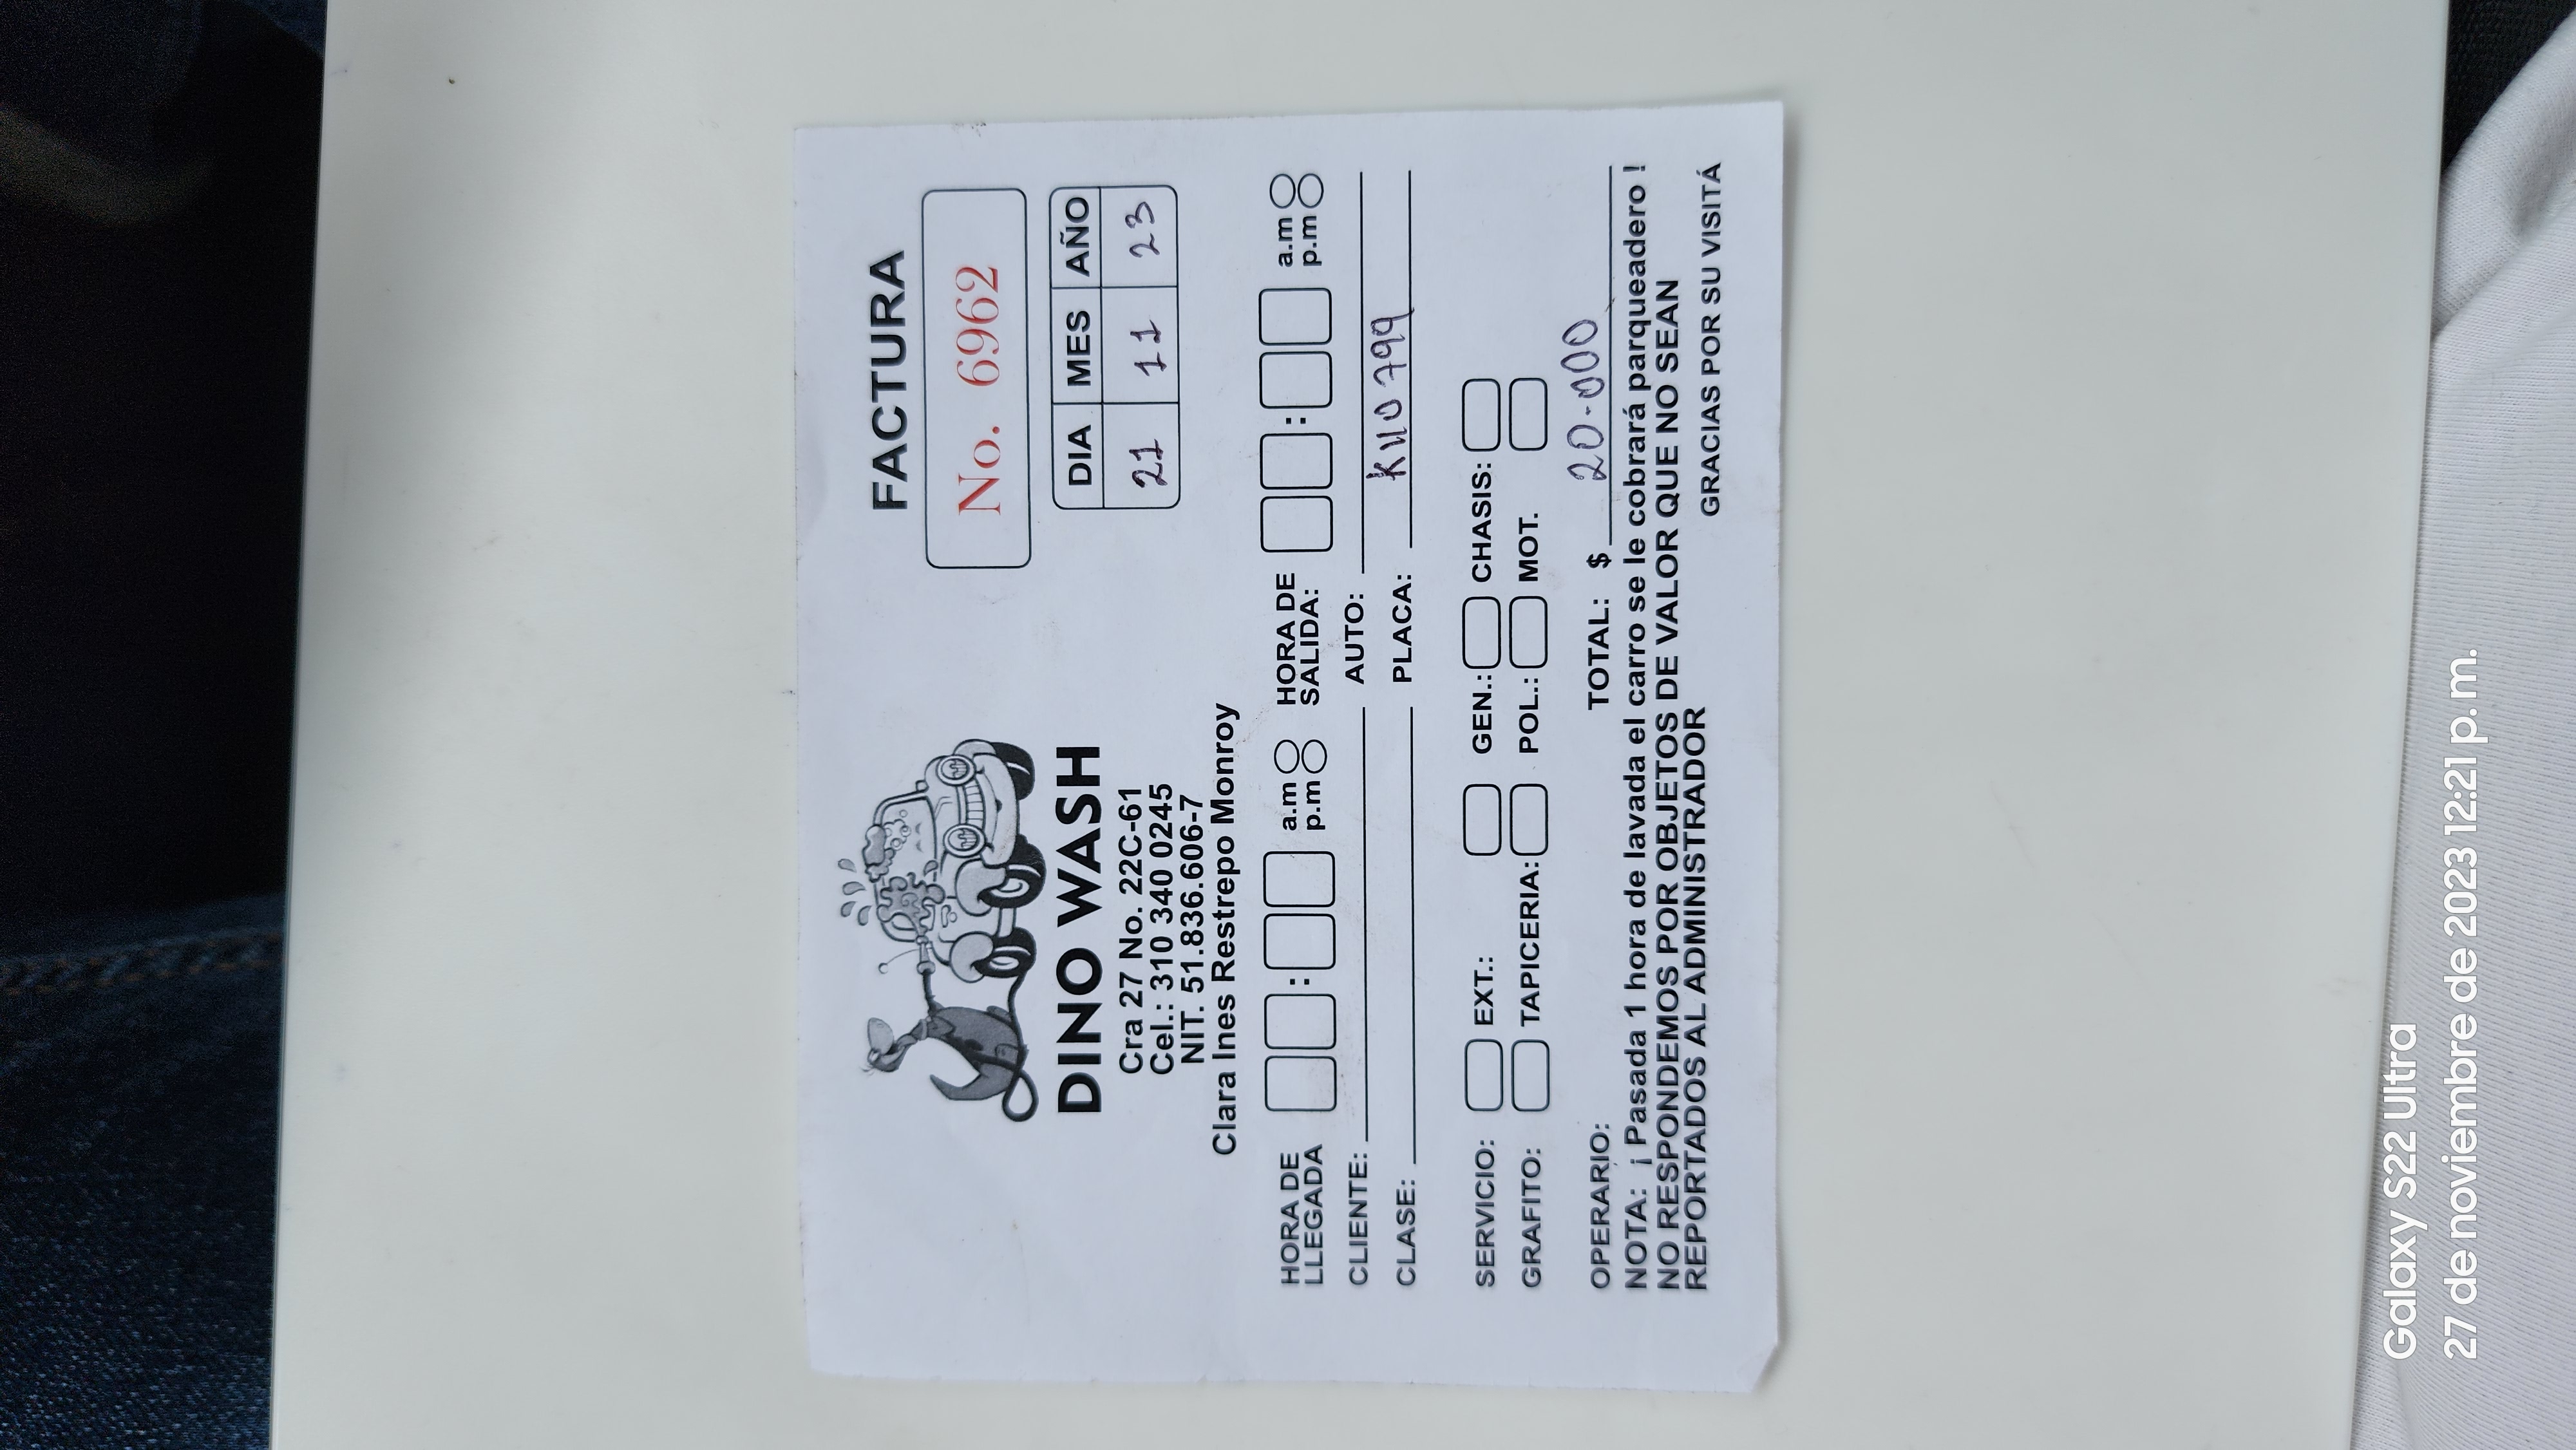 FACTURA
No. 6962
DIA MES AÑO
21 11 23
DINO WASH
Cra 27 No. 22C-61
Cel.: 310 340 0245
NIT. 51.836.606-7
Clara Ines Restrepo Monroy
HORA DE LLEGADA : a.m p.m HORA DE SALIDA: : a.m p.m
CLIENTE: AUTO:
CLASE: PLACA:
SERVICIO: EXT.: GEN.: CHASIS:
GRAFITO: TAPICERIA: POL.: MOT.
OPERARIO: TOTAL: $ 20.000
NOTA: ¡ Pasada 1 hora de lavada el carro se le cobrará parqueadero !
NO RESPONDEMOS POR OBJETOS DE VALOR QUE NO SEAN
REPORTADOS AL ADMINISTRADOR
GRACIAS POR SU VISITÁ
Galaxy S22 Ultra
27 de noviembre de 2023 12:21 p. m.